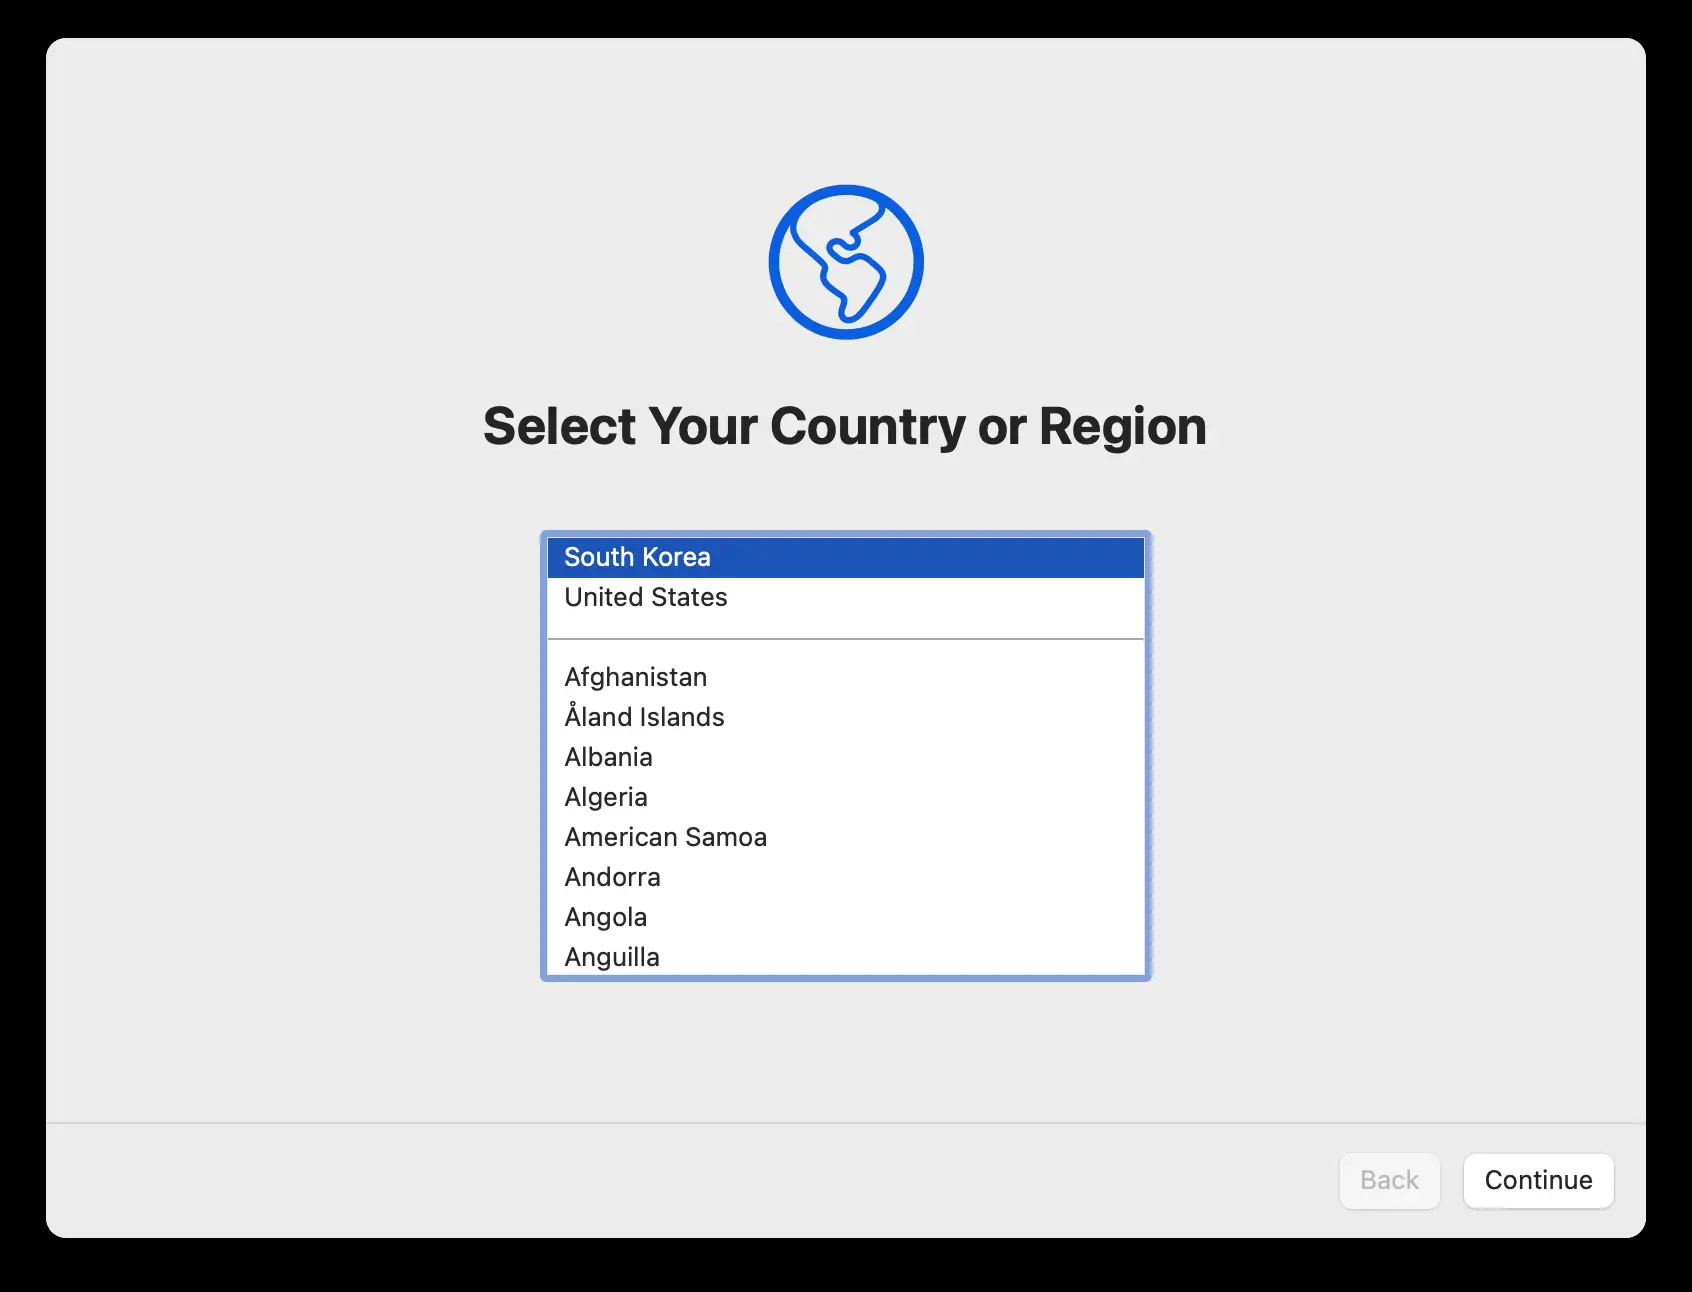 Select Your Country or Region
South Korea
United States
Afghanistan
Åland Islands
Albania
Algeria
American Samoa
Andorra
Angola
Anguilla
Back
Continue